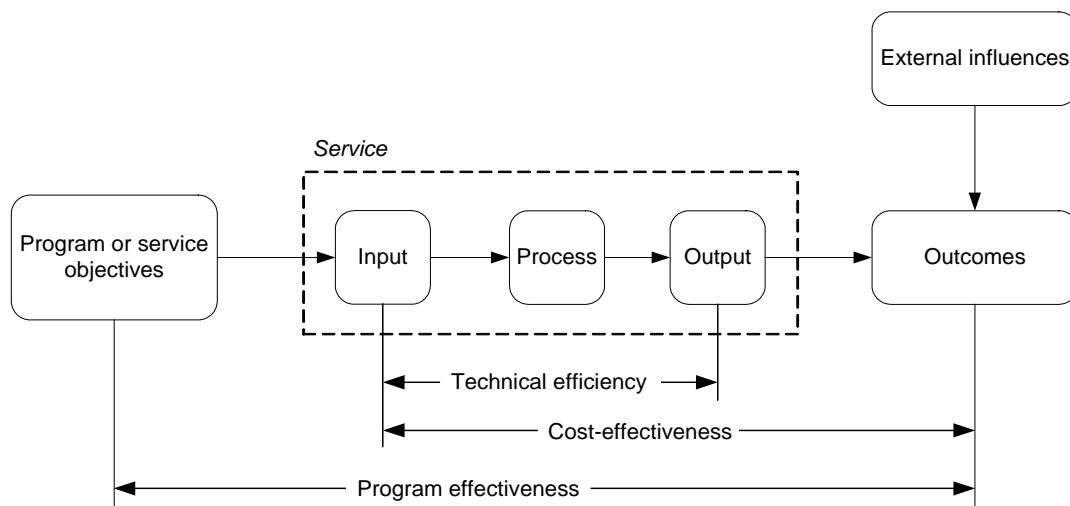 External influences
Service
Program or service
objectives
Input
Process
Output
Outcomes
Technical efficiency
Cost-effectiveness
Program effectiveness